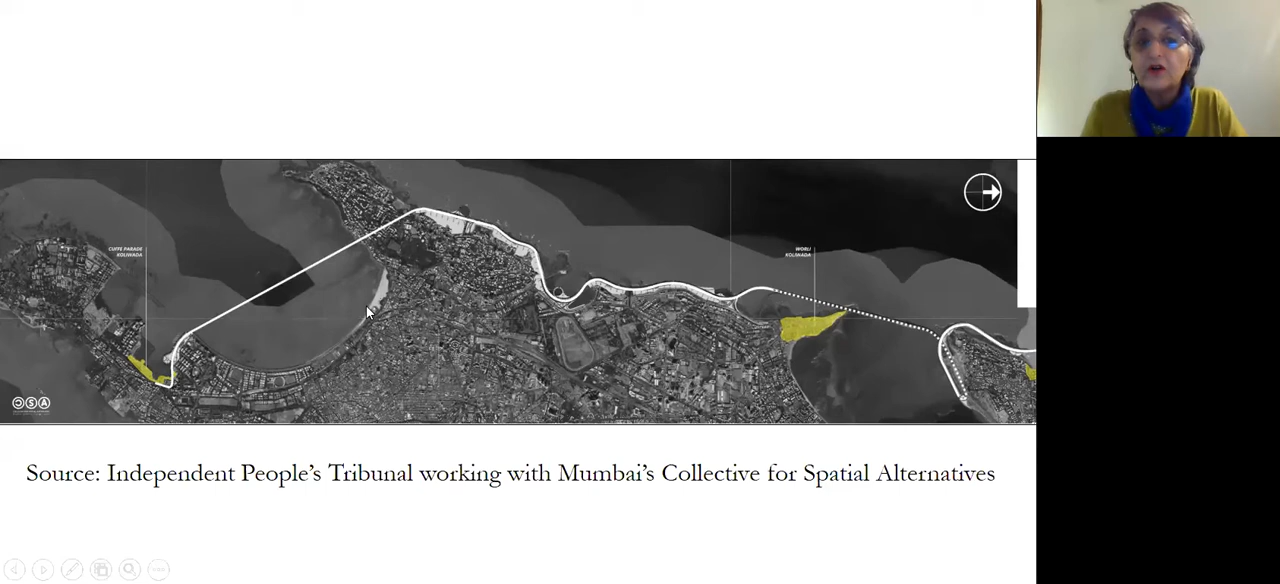 CUFFE PARADE
KOLIWADA
WORLI
KOLIWADA
CSA
Source: Independent People’s Tribunal working with Mumbai’s Collective for Spatial Alternatives